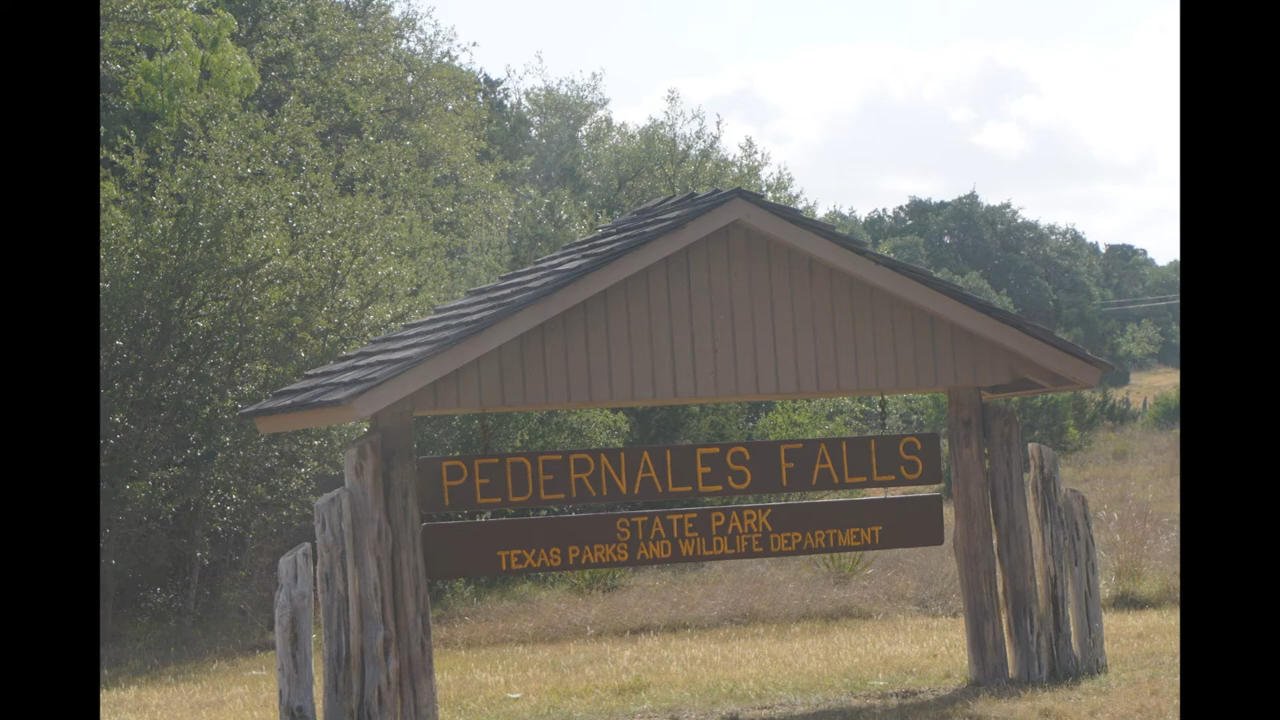 PEDERNALES FALLS
STATE PARK
TEXAS PARKS AND WILDLIFE DEPARTMENT